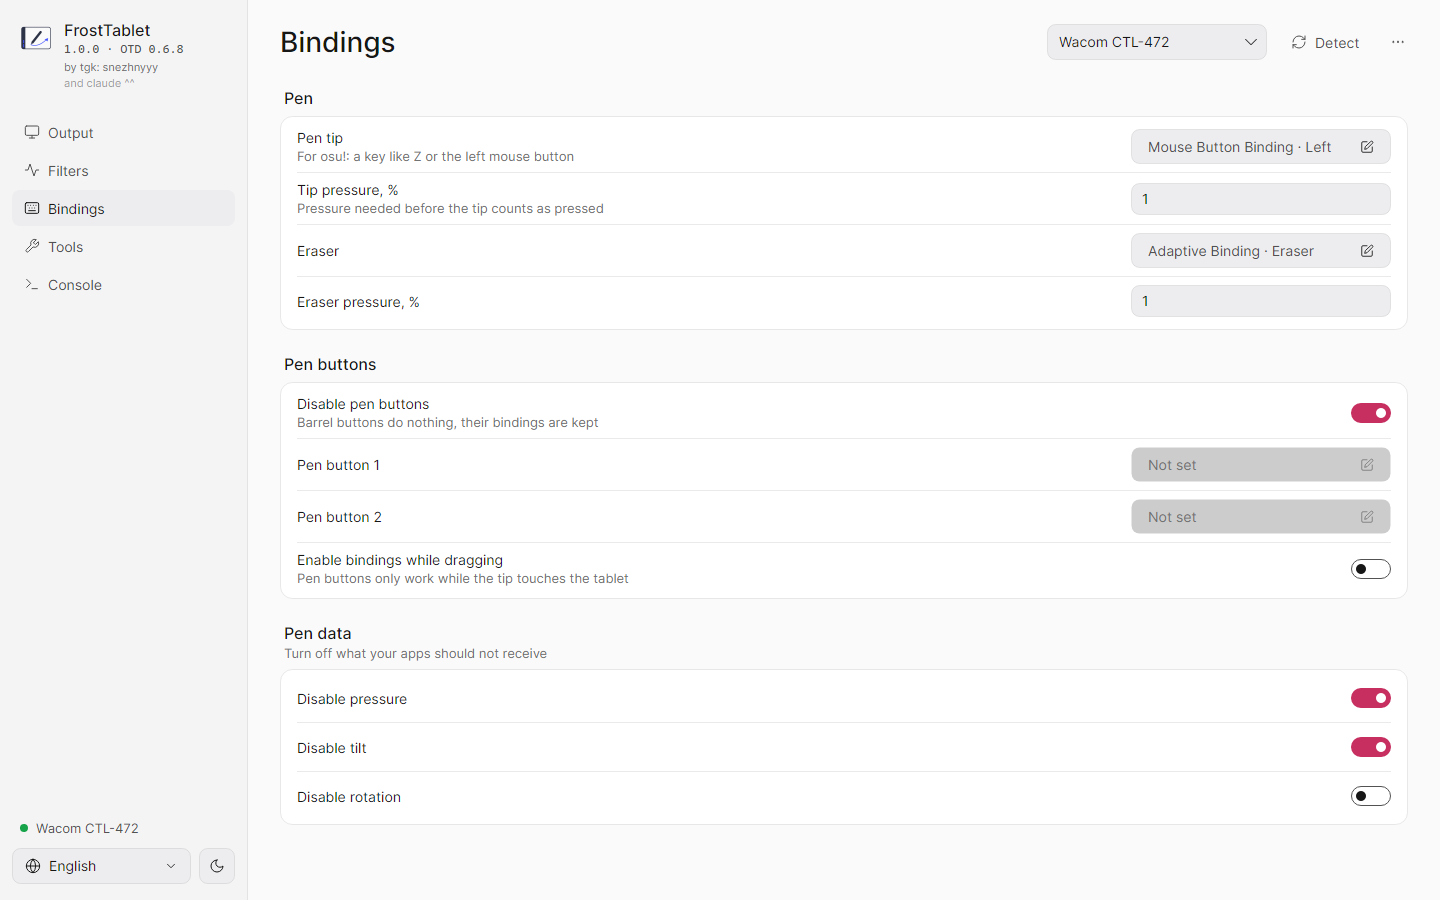 FrostTablet
1.0.0 · OTD 0.6.8
by tgk: snezhnyyy
and claude ^^
Output
Filters
Bindings
Tools
Console
Wacom CTL-472
English
Bindings
Wacom CTL-472
Detect
Pen
Pen tip
For osu!: a key like Z or the left mouse button
Mouse Button Binding · Left
Tip pressure, %
Pressure needed before the tip counts as pressed
1
Eraser
Adaptive Binding · Eraser
Eraser pressure, %
1
Pen buttons
Disable pen buttons
Barrel buttons do nothing, their bindings are kept
Pen button 1
Not set
Pen button 2
Not set
Enable bindings while dragging
Pen buttons only work while the tip touches the tablet
Pen data
Turn off what your apps should not receive
Disable pressure
Disable tilt
Disable rotation